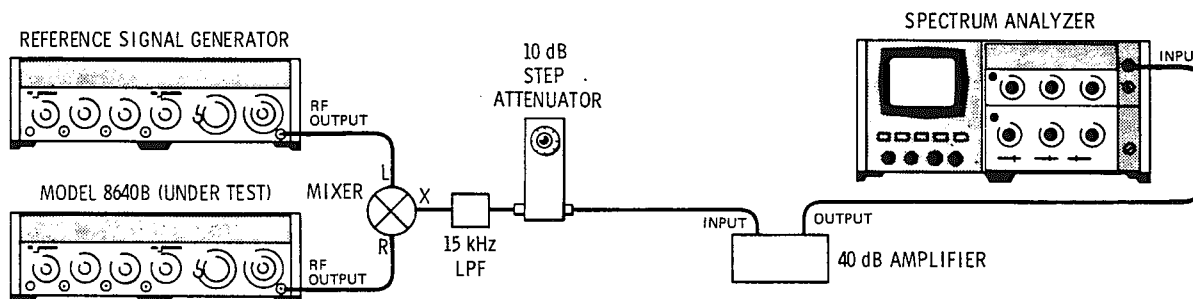 SPECTRUM ANALYZER
REFERENCE SIGNAL GENERATOR
10 dB
STEP
ATTENUATOR
INPUT
RF
OUTPUT
L
MODEL 8640B (UNDER TEST)
MIXER
X
R
15 kHz
LPF
RF
OUTPUT
INPUT
OUTPUT
40 dB AMPLIFIER